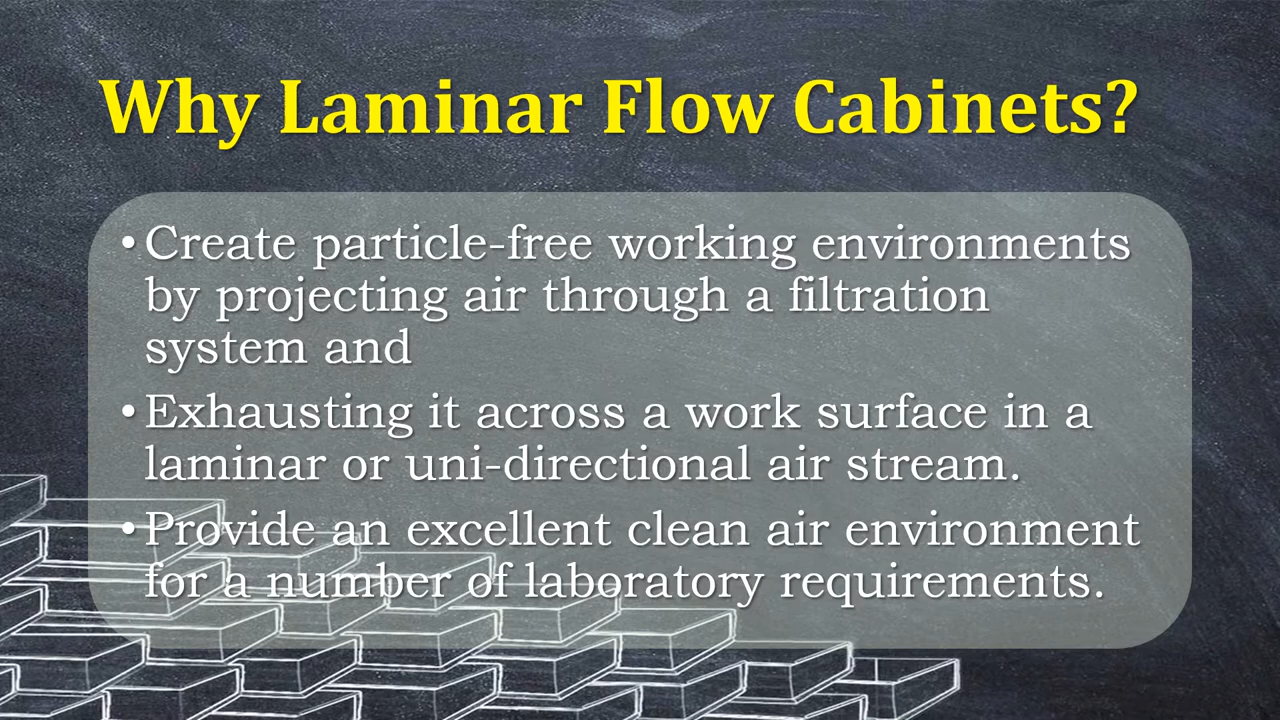 Why Laminar Flow Cabinets?
• Create particle-free working environments
by projecting air through a filtration
system and
• Exhausting it across a work surface in a
laminar or uni-directional air stream.
• Provide an excellent clean air environment
for a number of laboratory requirements.